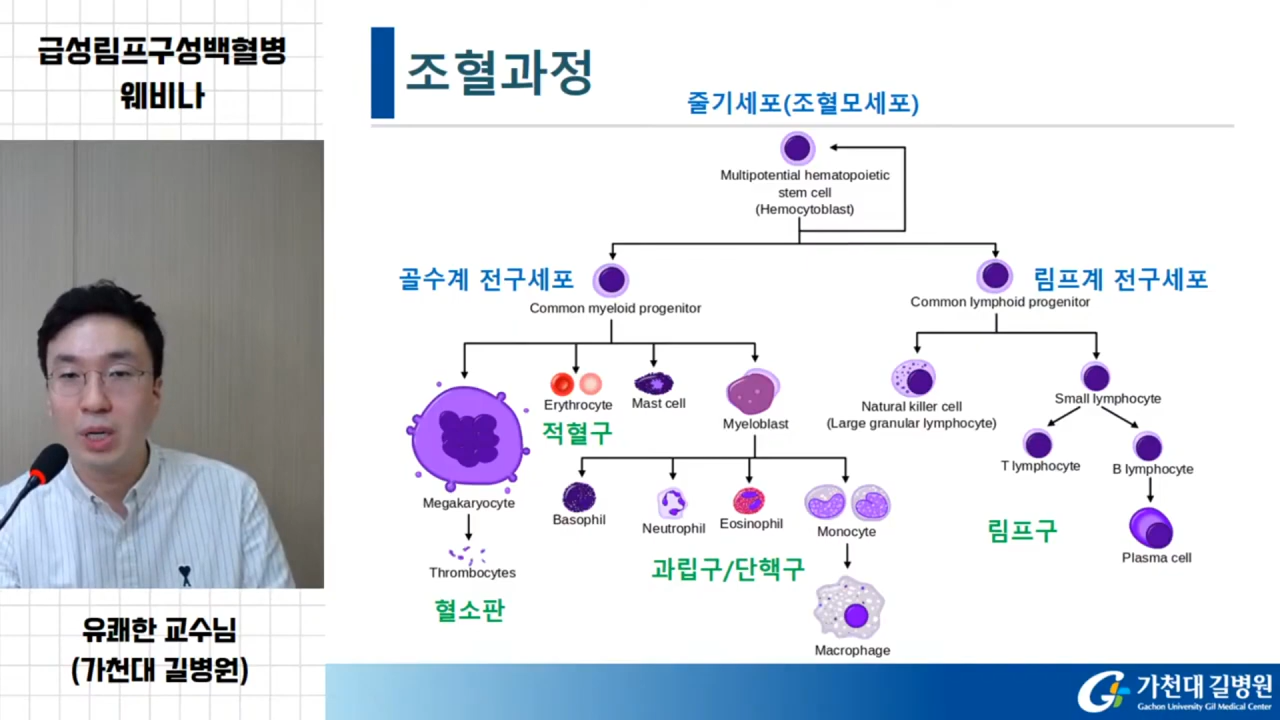 급성림프구성백혈병
웨비나
유쾌한 교수님
(가천대 길병원)
조혈과정
줄기세포(조혈모세포)
Multipotential hematopoietic
stem cell
(Hemocytoblast)
골수계 전구세포
Common myeloid progenitor
림프계 전구세포
Common lymphoid progenitor
Megakaryocyte
Erythrocyte
적혈구
Mast cell
Myeloblast
Natural killer cell
(Large granular lymphocyte)
Small lymphocyte
T lymphocyte
B lymphocyte
Basophil
Neutrophil
Eosinophil
Monocyte
Thrombocytes
혈소판
과립구/단핵구
Macrophage
림프구
Plasma cell
가천대 길병원
Gachon University Gil Medical Center